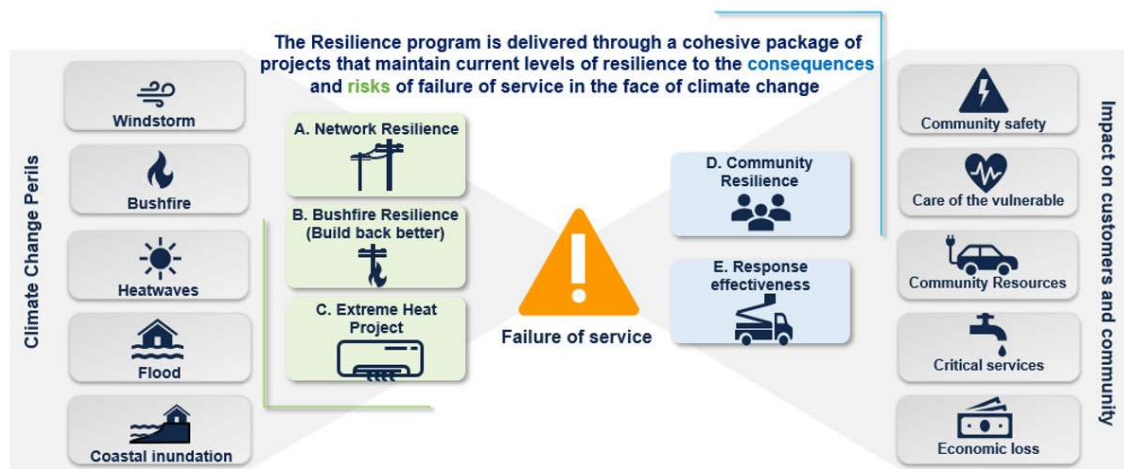 The Resilience program is delivered through a cohesive package of
projects that maintain current levels of resilience to the consequences
and risks of failure of service in the face of climate change
Climate Change Perils
Windstorm
Bushfire
Heatwaves
Flood
Coastal inundation
A. Network Resilience
B. Bushfire Resilience
(Build back better)
C. Extreme Heat
Project
Failure of service
D. Community
Resilience
E. Response
effectiveness
Community safety
Care of the vulnerable
Community Resources
Critical services
Economic loss
Impact on customers and community